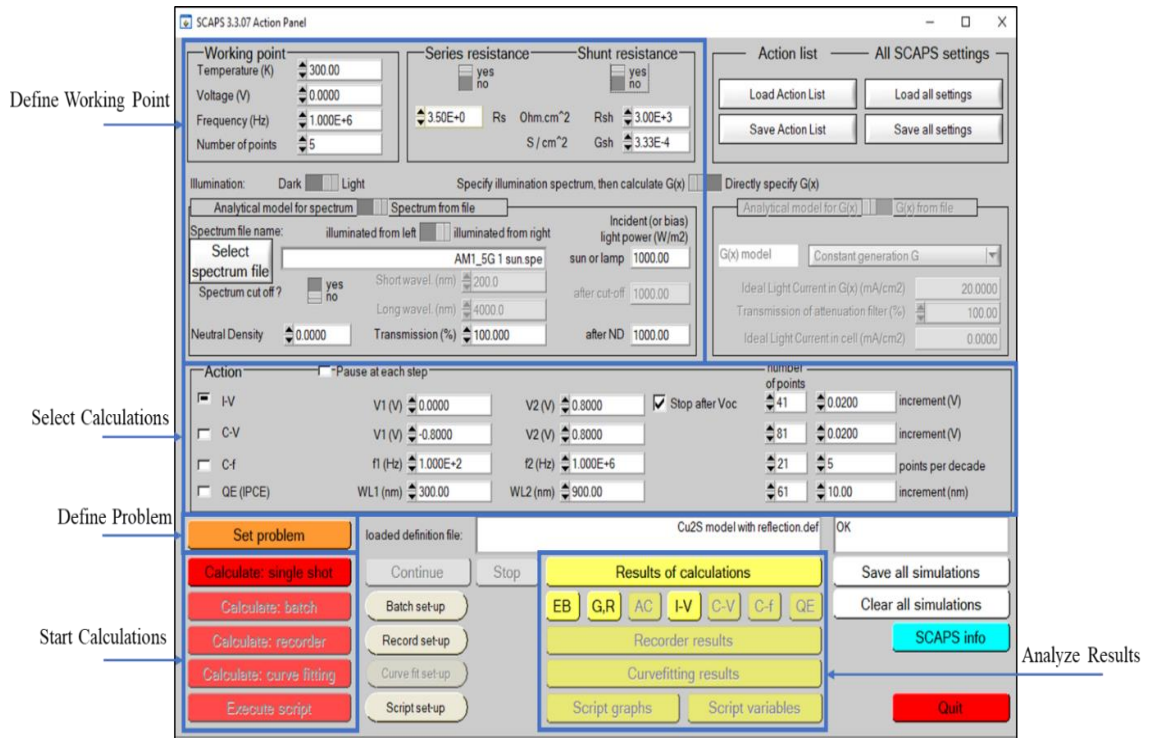 SCAPS 3.3.07 Action Panel
Working point
Temperature (K) 300.00
Voltage (V) 0.0000
Frequency (Hz) 1.000E+6
Number of points 5
Series resistance
yes
no
Shunt resistance
yes
no
3.50E+0 Rs Ohm.cm^2 Rsh 3.00E+3
S / cm^2 Gsh 3.33E-4
Action list
All SCAPS settings
Load Action List
Load all settings
Save Action List
Save all settings
Define Working Point
Illumination: Dark Light
Specify illumination spectrum, then calculate G(x)
Directly specify G(x)
Analytical model for spectrum
Spectrum from file
Spectrum file name:
illuminated from left
illuminated from right
Incident (or bias)
light power (W/m2)
Select
spectrum file
AM1_5G 1 sun.spe
sun or lamp 1000.00
Spectrum cut off ?
yes
no
Short wavel. (nm) 200.0
Long wavel. (nm) 4000.0
after cut-off 1000.00
Neutral Density 0.0000
Transmission (%) 100.000
after ND 1000.00
Analytical model for G(x)
G(x) from file
G(x) model
Constant generation G
Ideal Light Current in G(x) (mA/cm2) 20.0000
Transmission of attenuation filter (%) 100.00
Ideal Light Current in cell (mA/cm2) 0.0000
Action
Pause at each step
number
of points
I-V V1 (V) 0.0000 V2 (V) 0.8000 Stop after Voc 41 0.0200 increment (V)
C-V V1 (V) -0.8000 V2 (V) 0.8000 81 0.0200 increment (V)
C-f f1 (Hz) 1.000E+2 f2 (Hz) 1.000E+6 21 5 points per decade
QE (IPCE) WL1 (nm) 300.00 WL2 (nm) 900.00 61 10.00 increment (nm)
Select Calculations
Define Problem
Set problem
loaded definition file:
Cu2S model with reflection.def
OK
Calculate: single shot
Continue
Stop
Results of calculations
Save all simulations
Calculate: batch
Batch set-up
EB G,R AC I-V C-V C-f QE
Clear all simulations
Start Calculations
Calculate: recorder
Record set-up
Recorder results
SCAPS info
Calculate: curve fitting
Curve fit set-up
Curvefitting results
Analyze Results
Execute script
Script set-up
Script graphs
Script variables
Quit